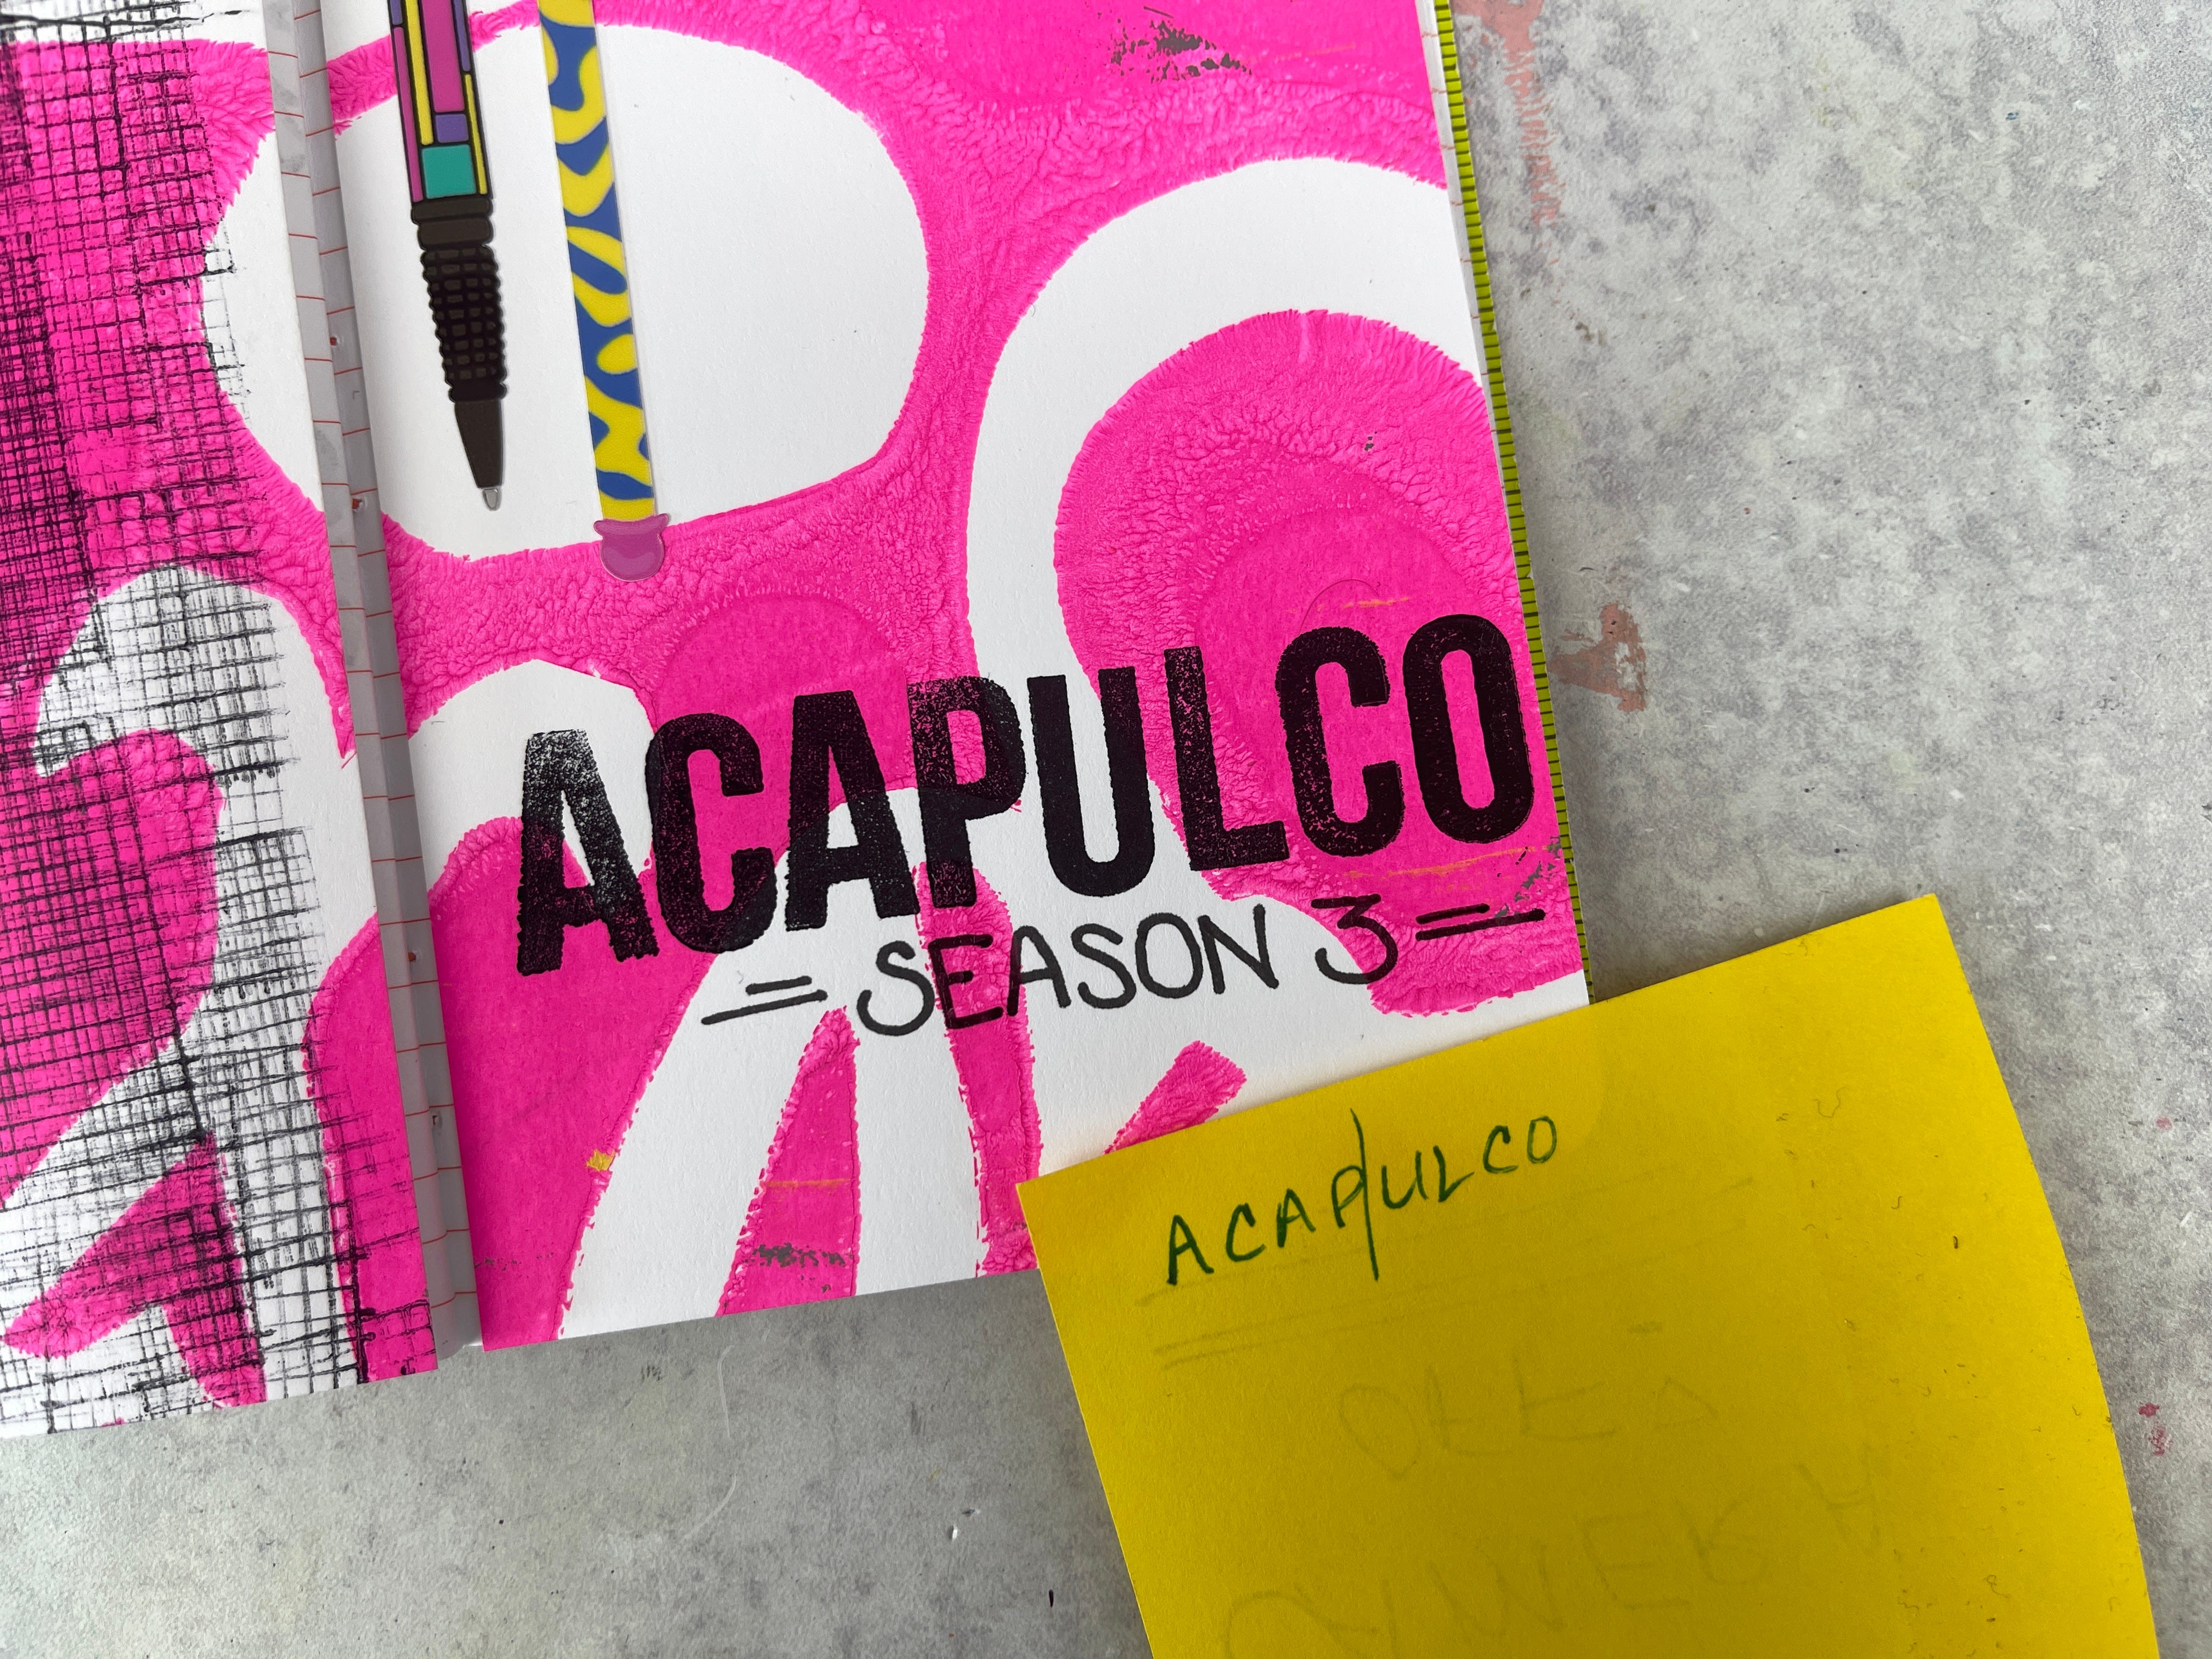 ACAPULCO
= SEASON 3 =
ACAPULCO